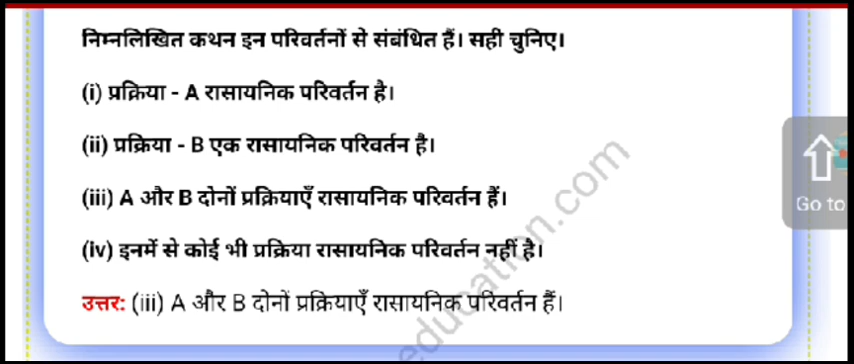 निम्नलिखित कथन इन परिवर्तनों से संबंधित हैं। सही चुनिए।
(i) प्रक्रिया - A रासायनिक परिवर्तन है।
(ii) प्रक्रिया - B एक रासायनिक परिवर्तन है।
(iii) A और B दोनों प्रक्रियाएँ रासायनिक परिवर्तन हैं।
(iv) इनमें से कोई भी प्रक्रिया रासायनिक परिवर्तन नहीं है।
उत्तर: (iii) A और B दोनों प्रक्रियाएँ रासायनिक परिवर्तन हैं।
education.com
Go to